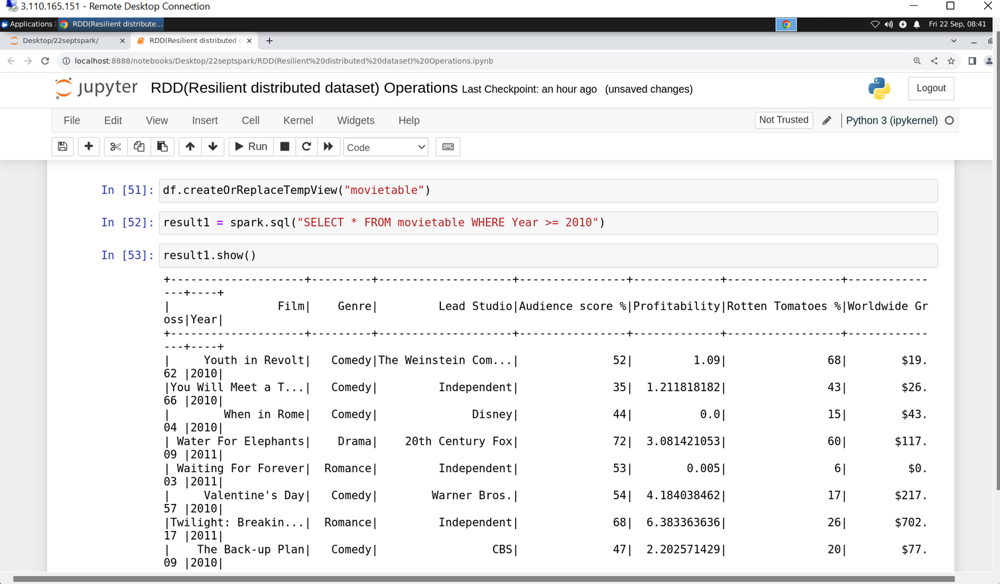 3.110.165.151 - Remote Desktop Connection
Applications RDD(Resilient distribute... Fri 22 Sep, 08:41
Desktop/22septspark/ RDD(Resilient distributed
localhost:8888/notebooks/Desktop/22septspark/RDD(Resilient%20distributed%20dataset)%20Operations.ipynb
jupyter RDD(Resilient distributed dataset) Operations Last Checkpoint: an hour ago (unsaved changes) Logout
File Edit View Insert Cell Kernel Widgets Help Not Trusted Python 3 (ipykernel)
Run Code
In [51]: df.createOrReplaceTempView("movietable")
In [52]: result1 = spark.sql("SELECT * FROM movietable WHERE Year >= 2010")
In [53]: result1.show()
+--------------------+---------+--------------------+----------------+-------------+-----------------+------------
---+----+
|                Film|    Genre|         Lead Studio|Audience score %|Profitability|Rotten Tomatoes %|Worldwide Gr
oss|Year|
+--------------------+---------+--------------------+----------------+-------------+-----------------+------------
---+----+
|     Youth in Revolt|   Comedy|The Weinstein Com...|              52|         1.09|               68|        $19.
62 |2010|
|You Will Meet a T...|   Comedy|         Independent|              35|  1.211818182|               43|        $26.
66 |2010|
|        When in Rome|   Comedy|              Disney|              44|          0.0|               15|        $43.
04 |2010|
| Water For Elephants|    Drama|    20th Century Fox|              72|  3.081421053|               60|       $117.
09 |2011|
| Waiting For Forever|  Romance|         Independent|              53|        0.005|                6|         $0.
03 |2011|
|     Valentine's Day|   Comedy|        Warner Bros.|              54|  4.184038462|               17|       $217.
57 |2010|
|Twilight: Breakin...|  Romance|         Independent|              68|  6.383363636|               26|       $702.
17 |2011|
|    The Back-up Plan|   Comedy|                 CBS|              47|  2.202571429|               20|        $77.
09 |2010|